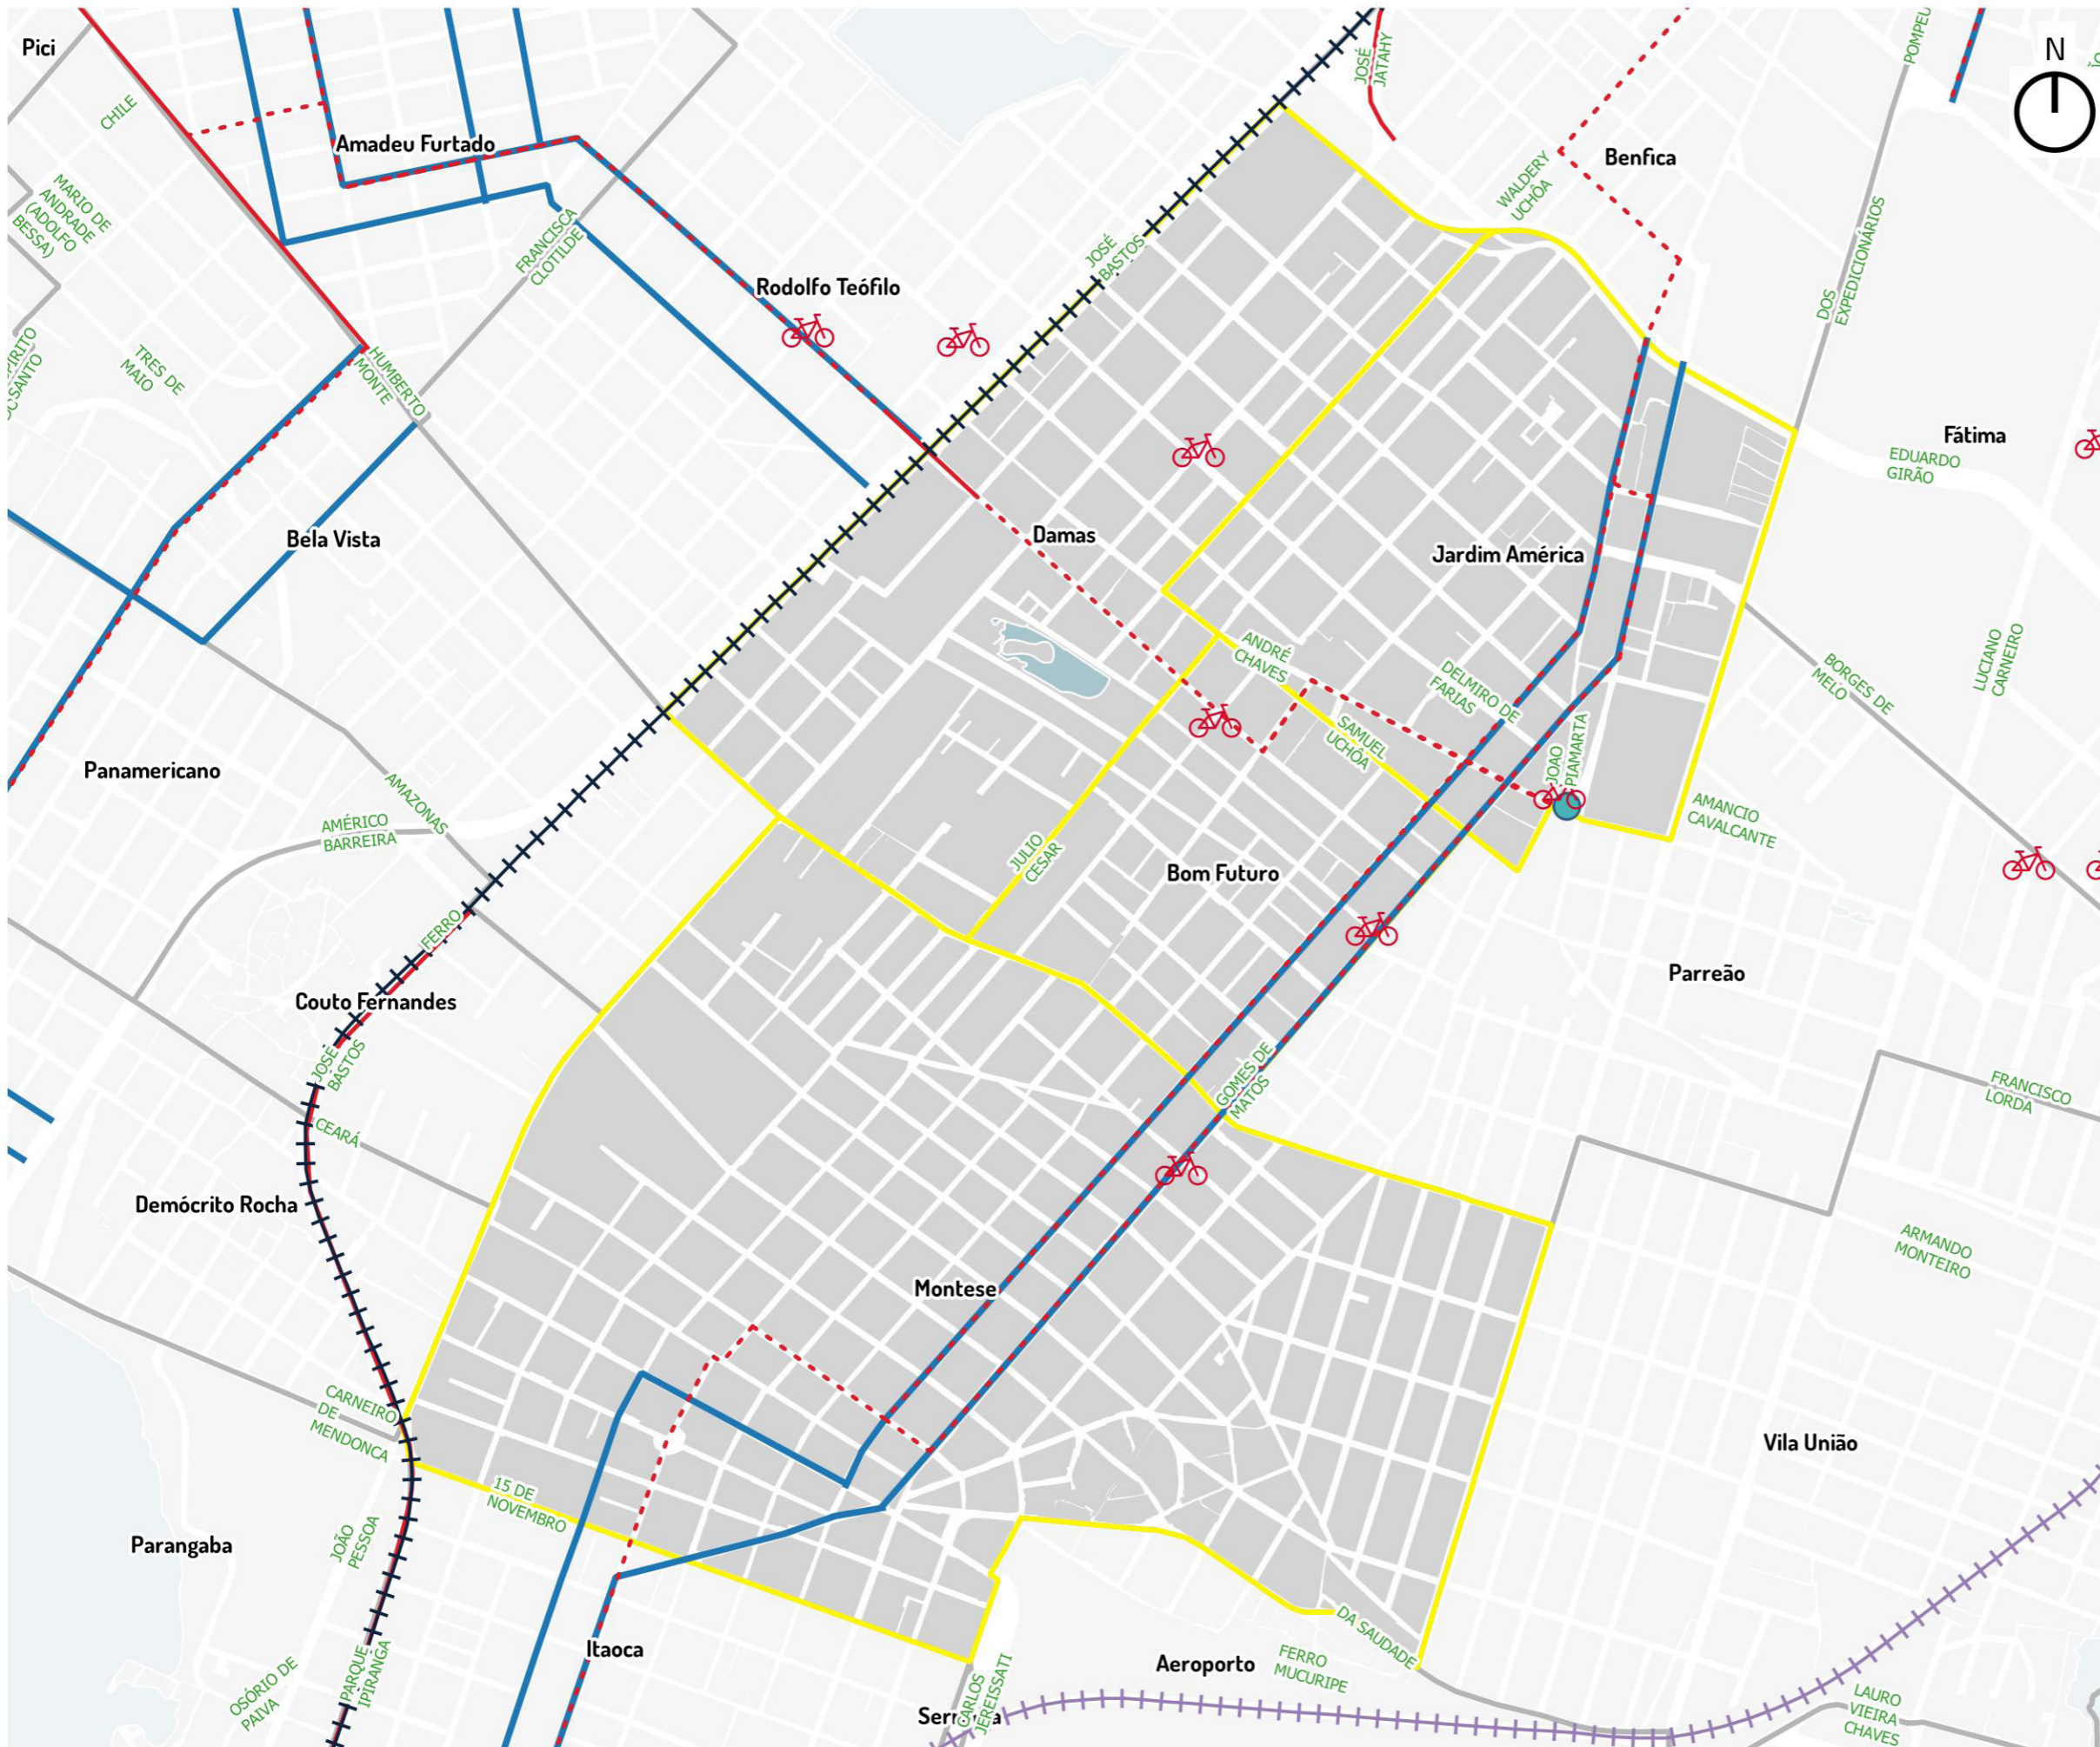 Pici
N
POMPEU
JOSÉ
JATAHY
CHILE
Amadeu Furtado
Benfica
WALDERY
UCHÔA
MARIO DE
ANDRADE
(ADOLFO
BESSA)
FRANCISCA
CLOTILDE
JOSÉ
BASTOS
DOS
EXPEDICIONÁRIOS
Rodolfo Teófilo
TRES DE
MAIO
HUMBERTO
MONTE
Fátima
EDUARDO
GIRÃO
Bela Vista
Damas
Jardim América
ANDRÉ
CHAVES
DELMIRO DE
FARIAS
LUCIANO
CARNEIRO
BORGES DE
MELO
SAMUEL
UCHÔA
JOAO
PIAMARTA
Panamericano
AMAZONAS
AMÉRICO
BARREIRA
AMANCIO
CAVALCANTE
JULIO
CESAR
Bom Futuro
FERRO
Parreão
Couto Fernandes
JOSÉ
BASTOS
GOMES DE
MATOS
FRANCISCO
LORDA
CEARÁ
Demócrito Rocha
ARMANDO
MONTEIRO
Montese
CARNEIRO
DE
MENDONCA
Vila União
15 DE
NOVEMBRO
JOÃO
PESSOA
Parangaba
DA SAUDADE
Itaoca
Aeroporto
FERRO
MUCURIPE
PARQUE
IPIRANGA
OSÓRIO DE
PAIVA
CARLOS
JEREISSATI
LAURO
VIEIRA
CHAVES